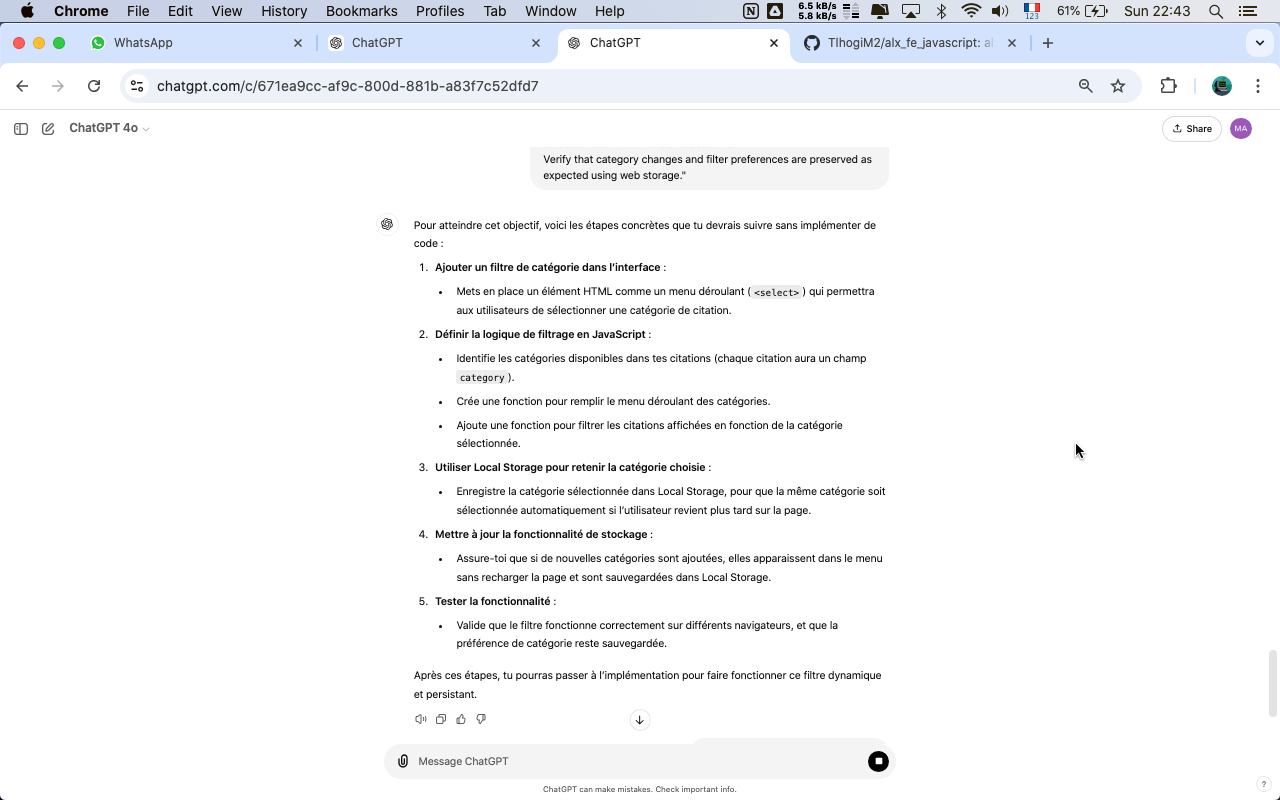 Chrome File Edit View History Bookmarks Profiles Tab Window Help 6.5 kB/s 5.8 kB/s 123 61% Sun 22:43
WhatsApp ChatGPT ChatGPT TlhogiM2/alx_fe_javascript: al
chatgpt.com/c/671ea9cc-af9c-800d-881b-a83f7c52dfd7
ChatGPT 4o Share MA
Verify that category changes and filter preferences are preserved as
expected using web storage."
Pour atteindre cet objectif, voici les étapes concrètes que tu devrais suivre sans implémenter de
code :
1. Ajouter un filtre de catégorie dans l'interface :
• Mets en place un élément HTML comme un menu déroulant (<select>) qui permettra
aux utilisateurs de sélectionner une catégorie de citation.
2. Définir la logique de filtrage en JavaScript :
• Identifie les catégories disponibles dans tes citations (chaque citation aura un champ
category).
• Crée une fonction pour remplir le menu déroulant des catégories.
• Ajoute une fonction pour filtrer les citations affichées en fonction de la catégorie
sélectionnée.
3. Utiliser Local Storage pour retenir la catégorie choisie :
• Enregistre la catégorie sélectionnée dans Local Storage, pour que la même catégorie soit
sélectionnée automatiquement si l'utilisateur revient plus tard sur la page.
4. Mettre à jour la fonctionnalité de stockage :
• Assure-toi que si de nouvelles catégories sont ajoutées, elles apparaissent dans le menu
sans recharger la page et sont sauvegardées dans Local Storage.
5. Tester la fonctionnalité :
• Valide que le filtre fonctionne correctement sur différents navigateurs, et que la
préférence de catégorie reste sauvegardée.
Après ces étapes, tu pourras passer à l'implémentation pour faire fonctionner ce filtre dynamique
et persistant.
Message ChatGPT
ChatGPT can make mistakes. Check important info.
?